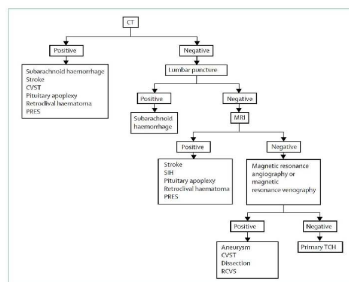 CT
Positive
Negative
Subarachnoid haemorrhage
Stroke
CVST
Pituitary apoplexy
Retroclival haematoma
PRES
Lumbar puncture
Positive
Negative
Subarachnoid
haemorrhage
MRI
Positive
Negative
Stroke
SIH
Pituitary apoplexy
Retroclival haematoma
PRES
Magnetic resonance
angiography or
magnetic
resonance venography
Positive
Negative
Aneurysm
CVST
Dissection
RCVS
Primary TCH